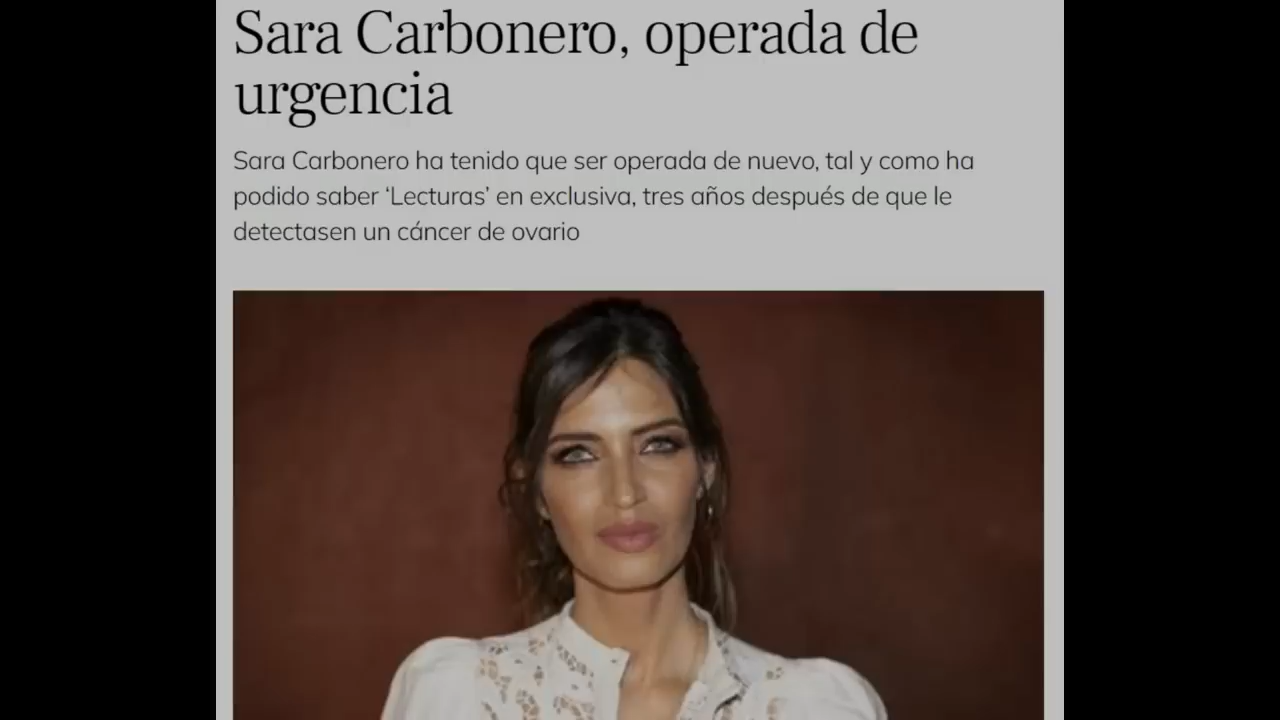 Sara Carbonero, operada de
urgencia
Sara Carbonero ha tenido que ser operada de nuevo, tal y como ha
podido saber ‘Lecturas’ en exclusiva, tres años después de que le
detectasen un cáncer de ovario